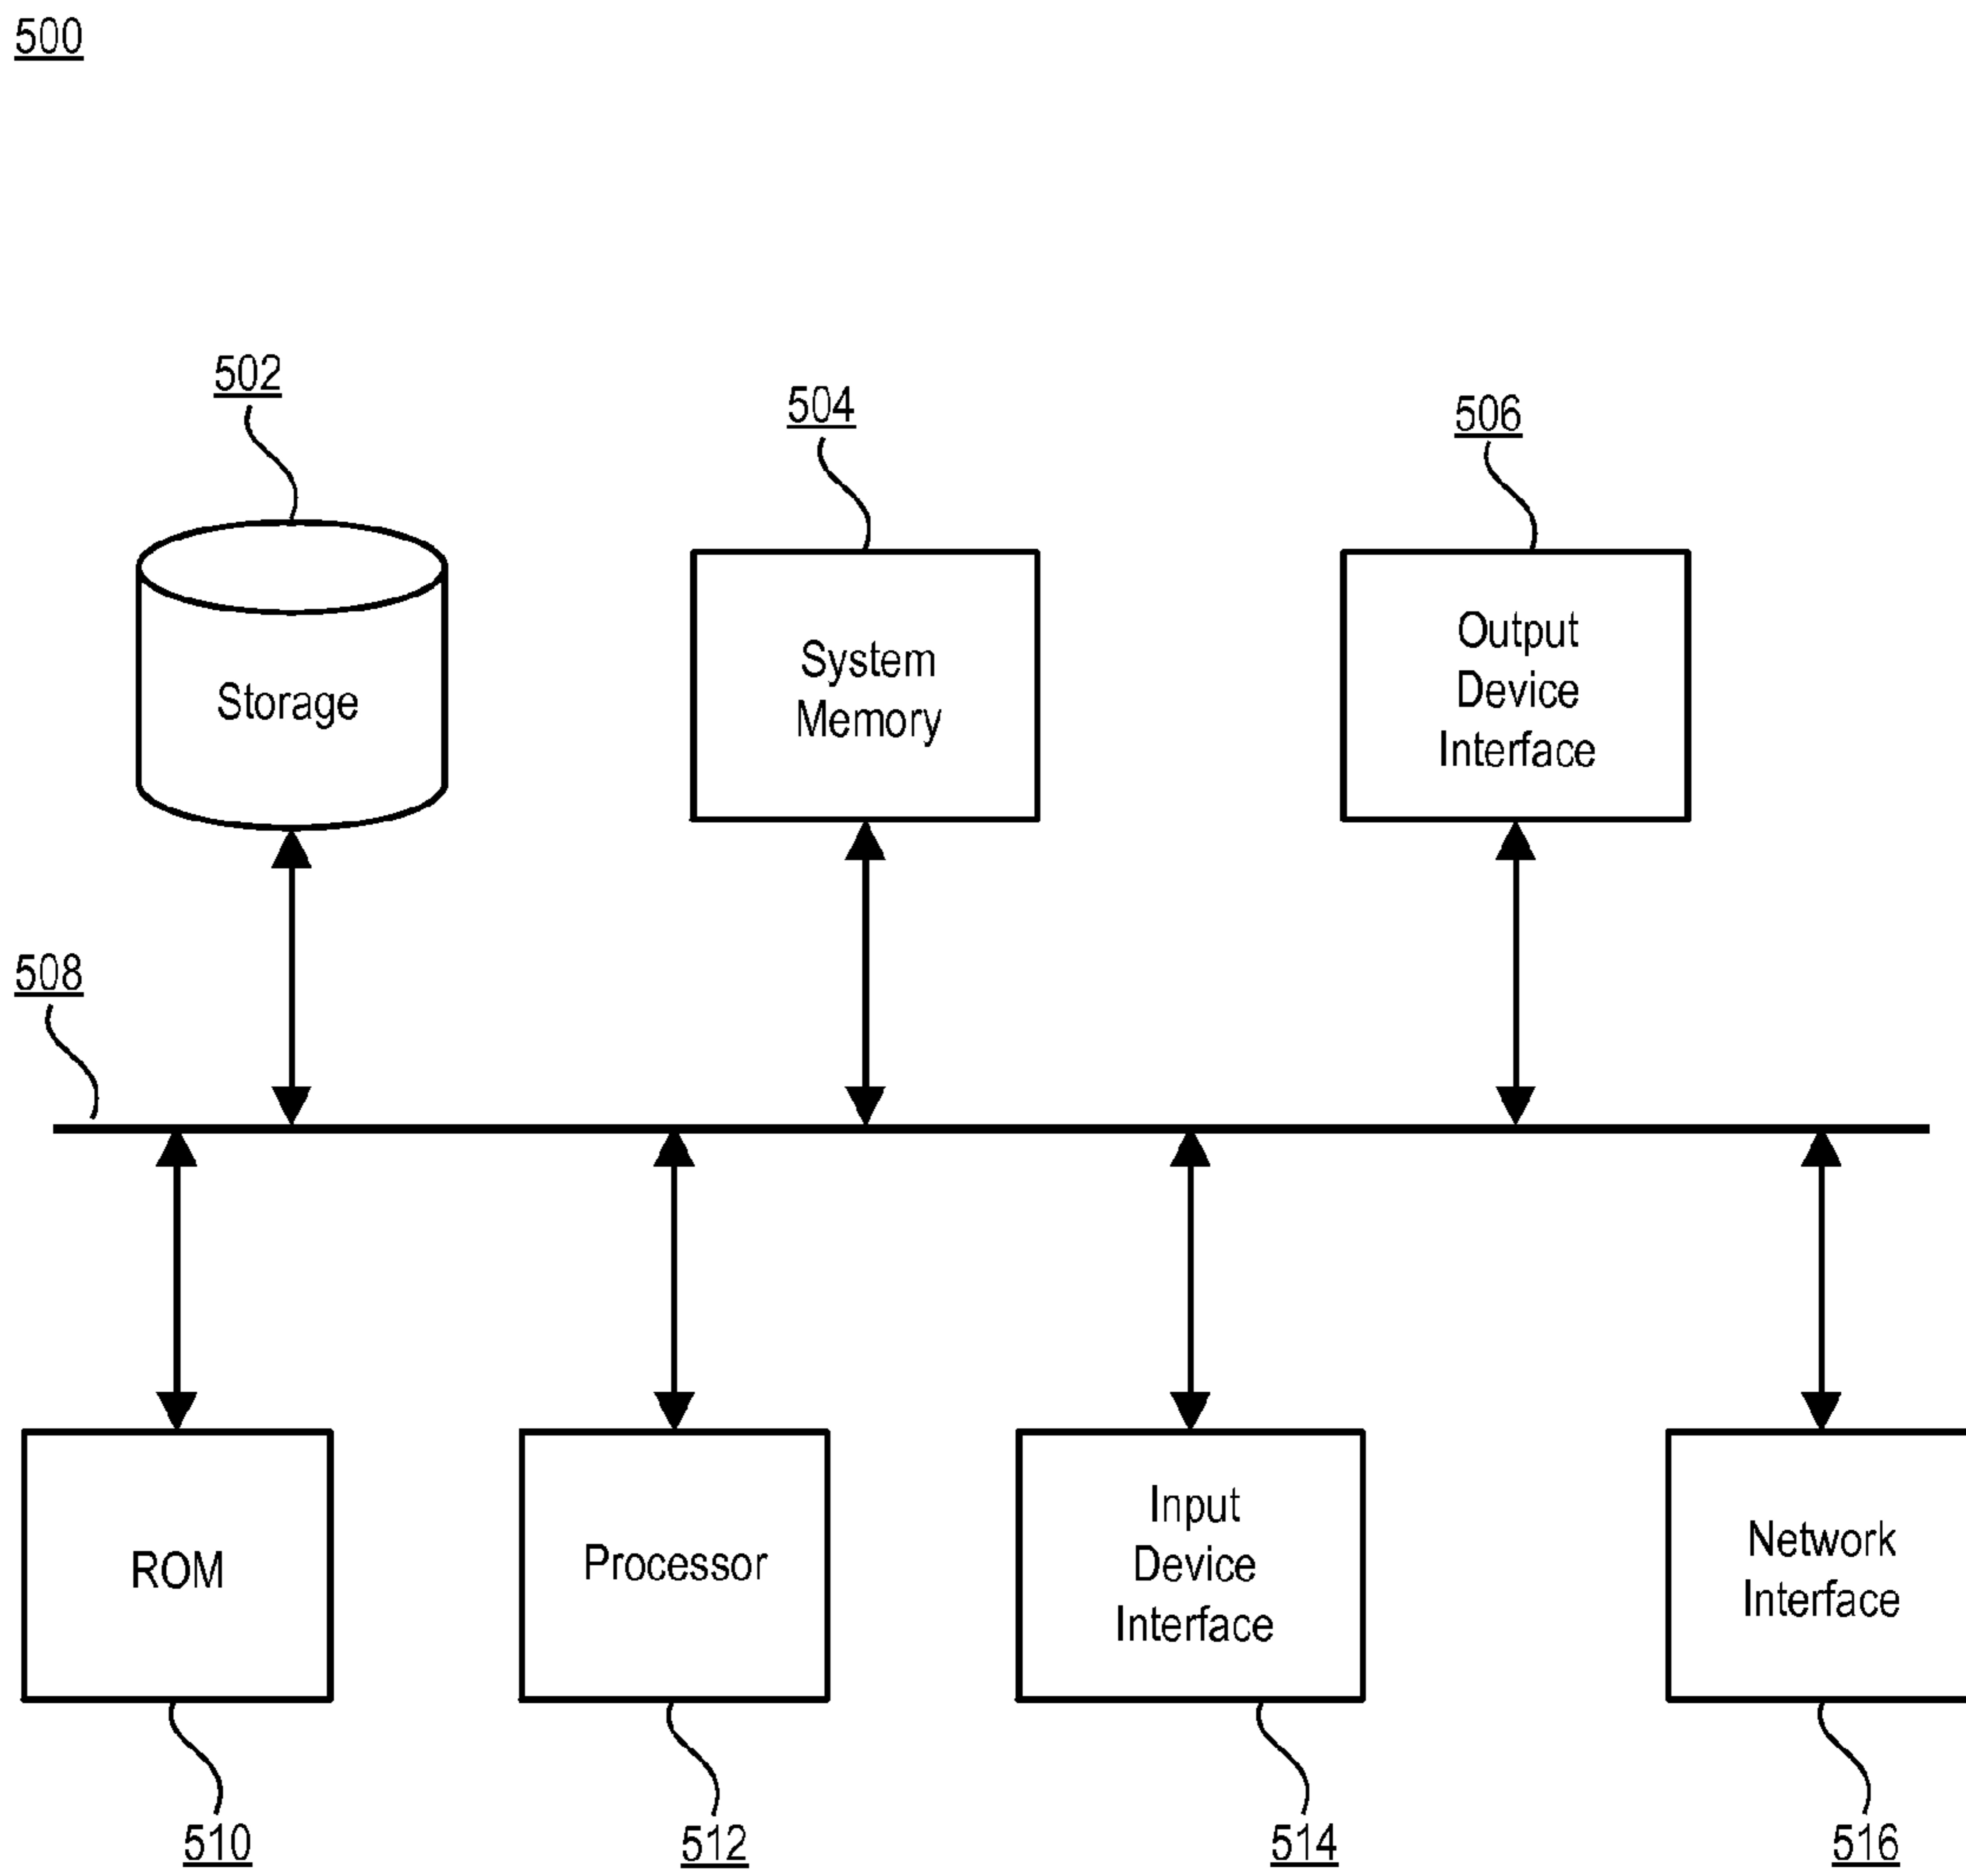 500
502
504
506
Storage
System
Memory
Output
Device
Interface
508
ROM
Processor
Input
Device
Interface
Network
Interface
510
512
514
516